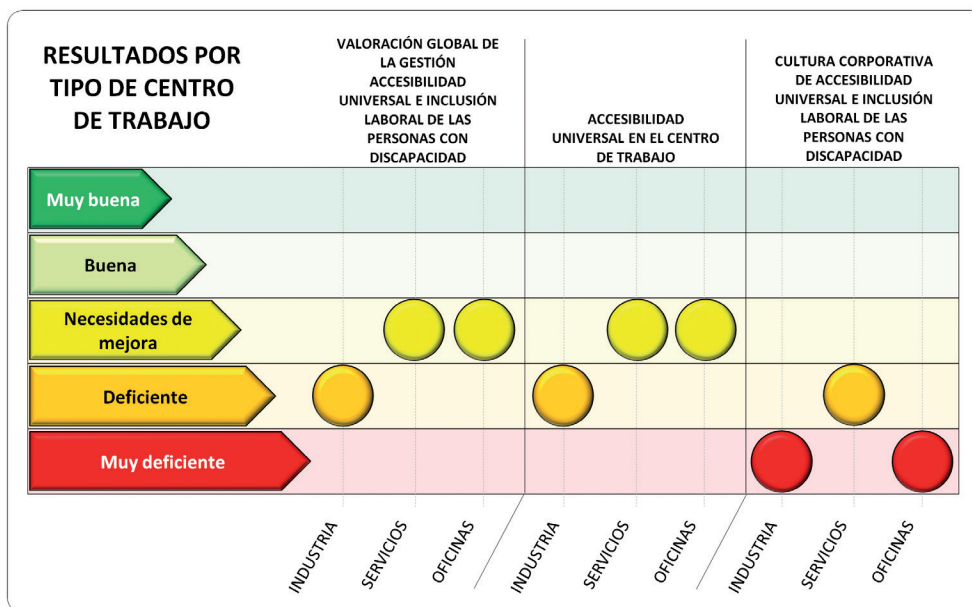 RESULTADOS POR
TIPO DE CENTRO
DE TRABAJO
VALORACIÓN GLOBAL DE
LA GESTIÓN
ACCESIBILIDAD
UNIVERSAL E INCLUSIÓN
LABORAL DE LAS
PERSONAS CON
DISCAPACIDAD
ACCESIBILIDAD
UNIVERSAL EN EL CENTRO
DE TRABAJO
CULTURA CORPORATIVA
DE ACCESIBILIDAD
UNIVERSAL E INCLUSIÓN
LABORAL DE LAS
PERSONAS CON
DISCAPACIDAD
Muy buena
Buena
Necesidades de
mejora
Deficiente
Muy deficiente
INDUSTRIA
SERVICIOS
OFICINAS
INDUSTRIA
SERVICIOS
OFICINAS
INDUSTRIA
SERVICIOS
OFICINAS